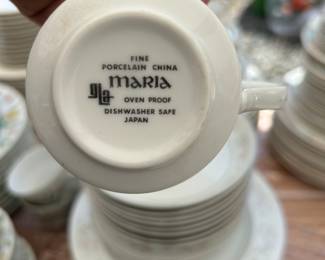 FINE
PORCELAIN CHINA
MARIA
OVEN PROOF
DISHWASHER SAFE
JAPAN